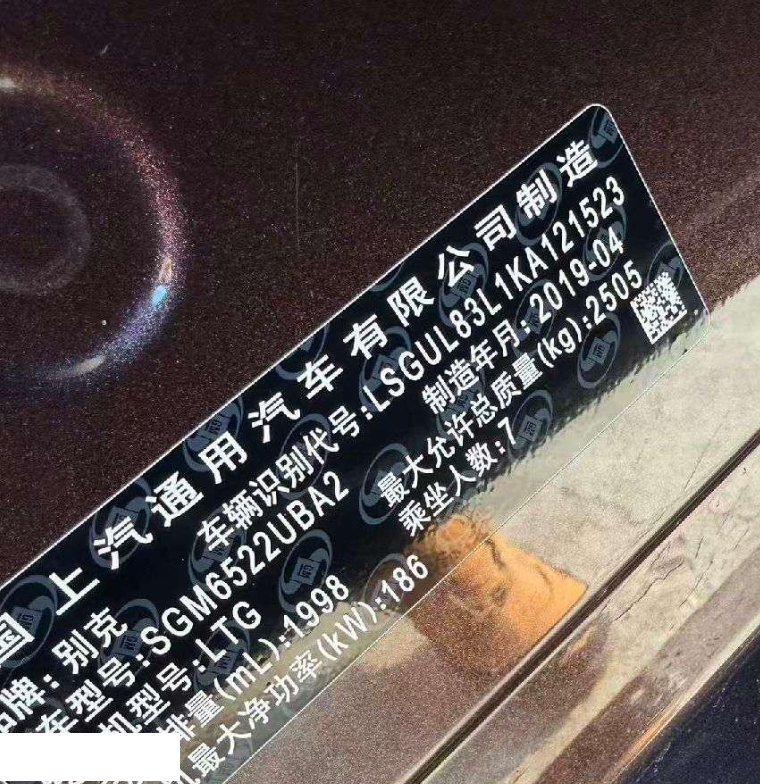 国 上汽通用汽车有限公司制造
品牌:别克
车辆识别代号:LSGUL83L1KA121523
车型号:SGM6522UBA2
制造年月:2019-04
机型号:LTG
最大允许总质量(kg):2505
排量(mL):1998
乘坐人数:7
机最大净功率(kW):186